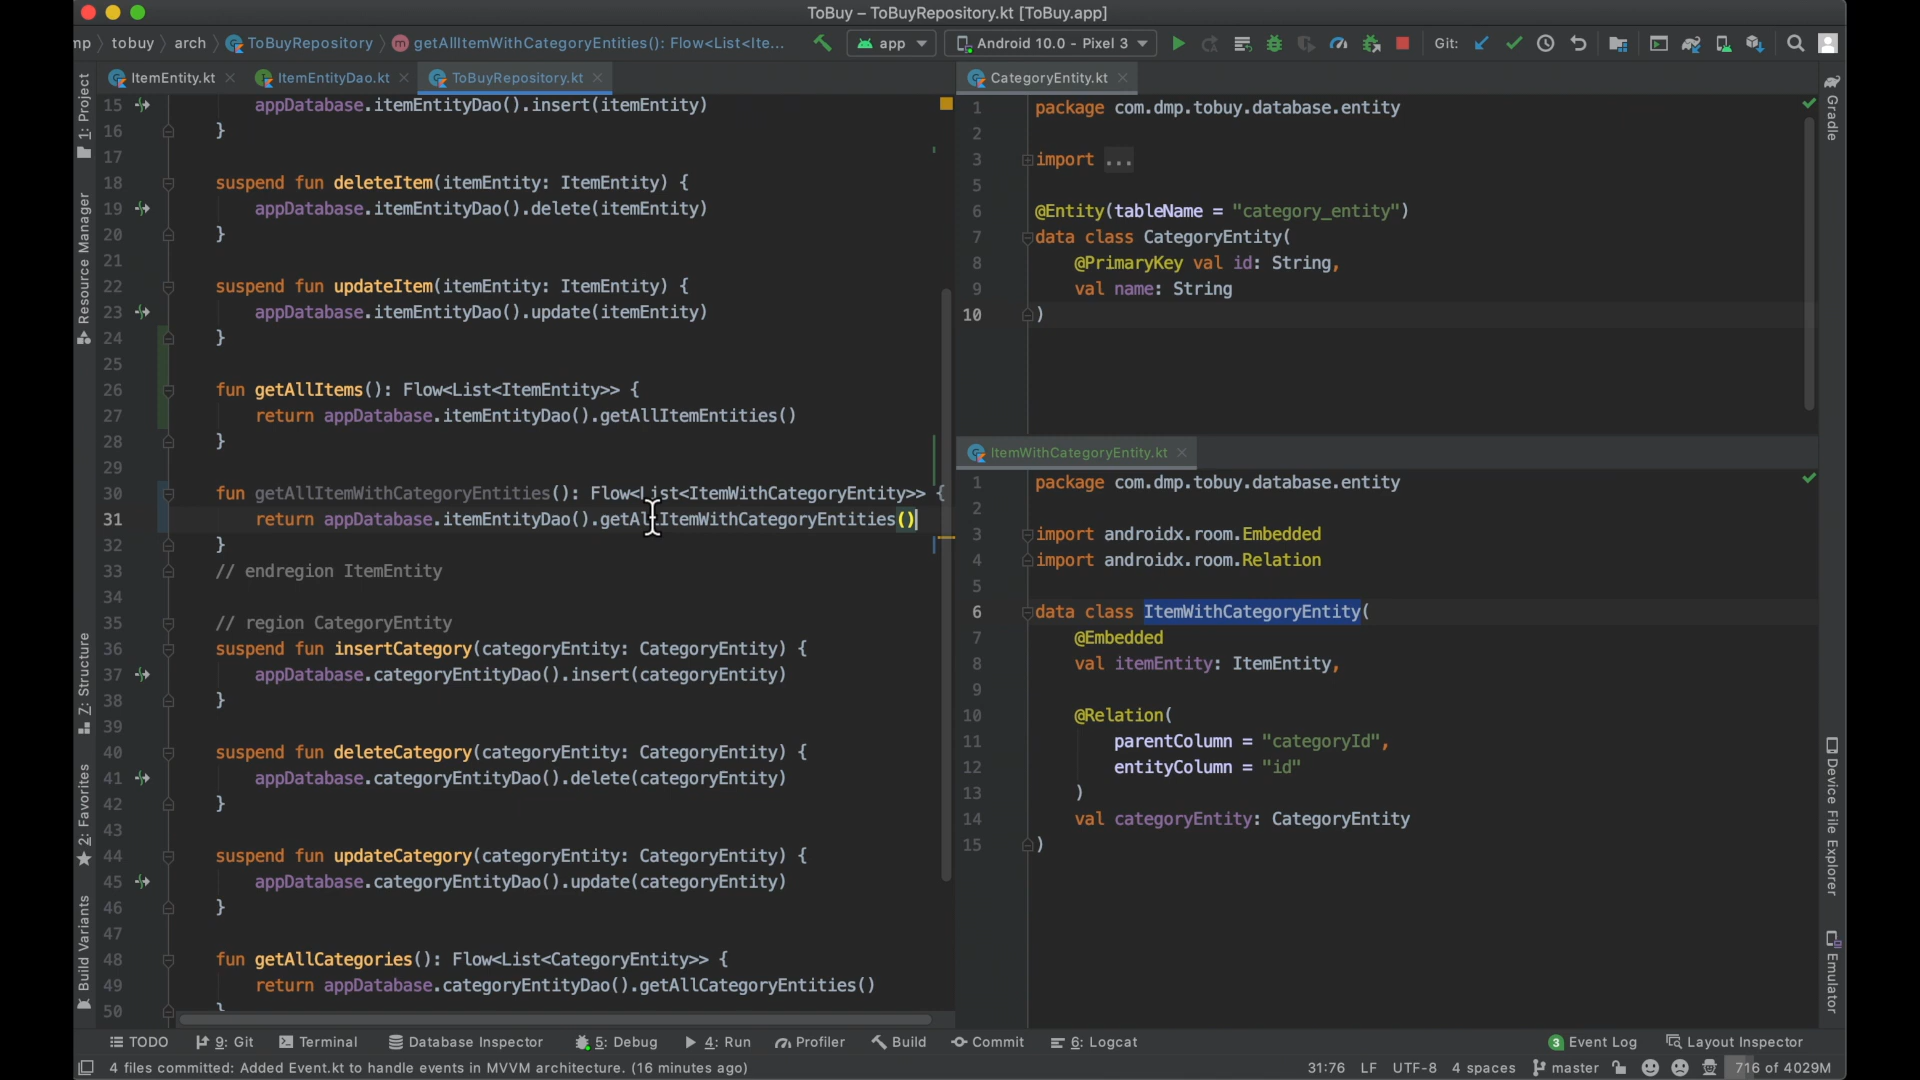 ToBuy – ToBuyRepository.kt [ToBuy.app]
mp tobuy arch ToBuyRepository getAllItemWithCategoryEntities(): Flow<List<Ite... app Android 10.0 - Pixel 3 Git:
ItemEntity.kt ItemEntityDao.kt ToBuyRepository.kt
15 appDatabase.itemEntityDao().insert(itemEntity)
16 }
17
18 suspend fun deleteItem(itemEntity: ItemEntity) {
19 appDatabase.itemEntityDao().delete(itemEntity)
20 }
21
22 suspend fun updateItem(itemEntity: ItemEntity) {
23 appDatabase.itemEntityDao().update(itemEntity)
24 }
25
26 fun getAllItems(): Flow<List<ItemEntity>> {
27 return appDatabase.itemEntityDao().getAllItemEntities()
28 }
29
30 fun getAllItemWithCategoryEntities(): Flow<List<ItemWithCategoryEntity>> {
31 return appDatabase.itemEntityDao().getAllItemWithCategoryEntities()
32 }
33 // endregion ItemEntity
34
35 // region CategoryEntity
36 suspend fun insertCategory(categoryEntity: CategoryEntity) {
37 appDatabase.categoryEntityDao().insert(categoryEntity)
38 }
39
40 suspend fun deleteCategory(categoryEntity: CategoryEntity) {
41 appDatabase.categoryEntityDao().delete(categoryEntity)
42 }
43
44 suspend fun updateCategory(categoryEntity: CategoryEntity) {
45 appDatabase.categoryEntityDao().update(categoryEntity)
46 }
47
48 fun getAllCategories(): Flow<List<CategoryEntity>> {
49 return appDatabase.categoryEntityDao().getAllCategoryEntities()
50 }
CategoryEntity.kt
1 package com.dmp.tobuy.database.entity
2
3 import ...
5
6 @Entity(tableName = "category_entity")
7 data class CategoryEntity(
8 @PrimaryKey val id: String,
9 val name: String
10 )
ItemWithCategoryEntity.kt
1 package com.dmp.tobuy.database.entity
2
3 import androidx.room.Embedded
4 import androidx.room.Relation
5
6 data class ItemWithCategoryEntity(
7 @Embedded
8 val itemEntity: ItemEntity,
9
10 @Relation(
11 parentColumn = "categoryId",
12 entityColumn = "id"
13 )
14 val categoryEntity: CategoryEntity
15 )
1: Project
Resource Manager
Z: Structure
2: Favorites
Build Variants
Gradle
Device File Explorer
Emulator
TODO 9: Git Terminal Database Inspector 5: Debug 4: Run Profiler Build Commit 6: Logcat 3 Event Log Layout Inspector
4 files committed: Added Event.kt to handle events in MVVM architecture. (16 minutes ago) 31:76 LF UTF-8 4 spaces master 716 of 4029M